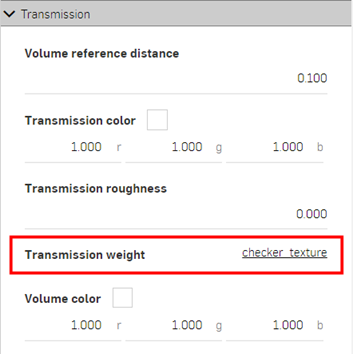 Transmission
Volume reference distance
0.100
Transmission color
1.000 r 1.000 g 1.000 b
Transmission roughness
0.000
Transmission weight checker_texture
Volume color
1.000 r 1.000 g 1.000 b